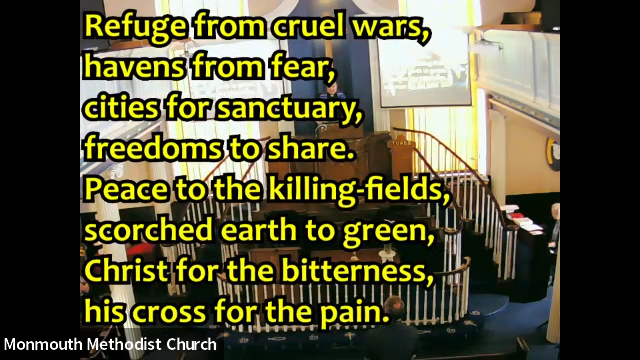 Refuge from cruel wars,
havens from fear,
cities for sanctuary,
freedoms to share.
Peace to the killing-fields,
scorched earth to green,
Christ for the bitterness,
his cross for the pain.
Monmouth Methodist Church